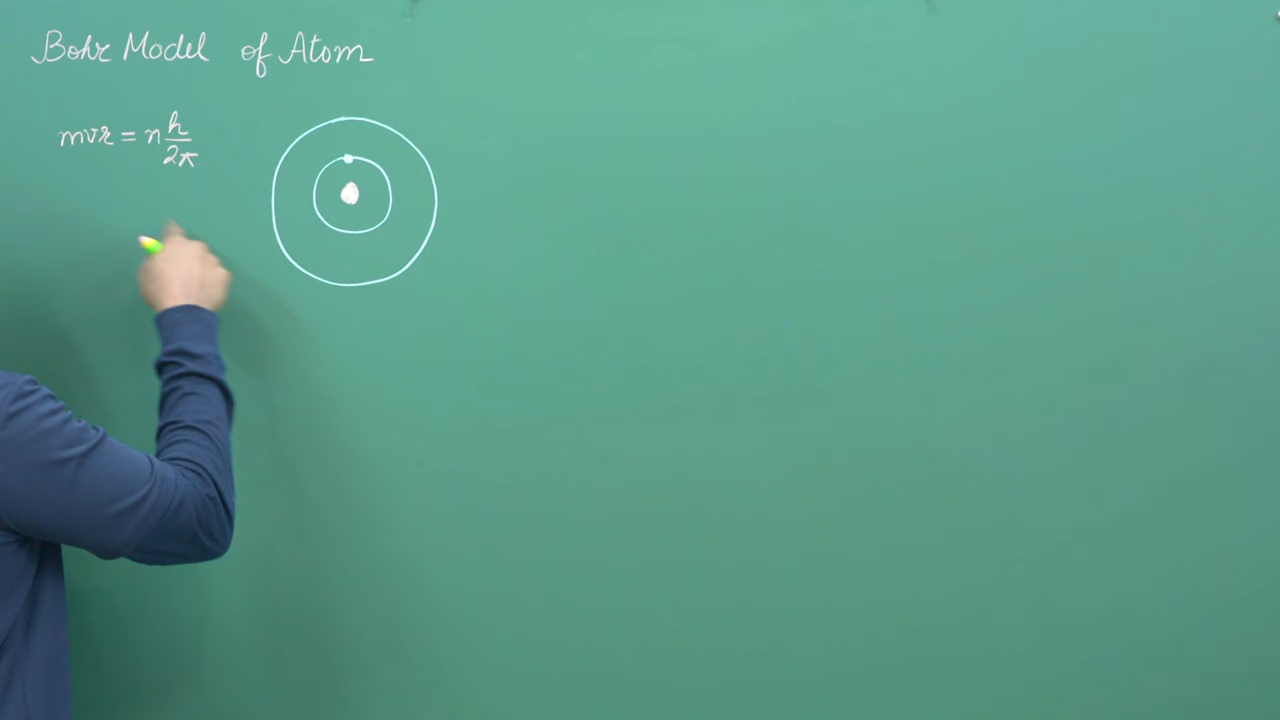 Bohr Model of Atom
mvr = n h/2π